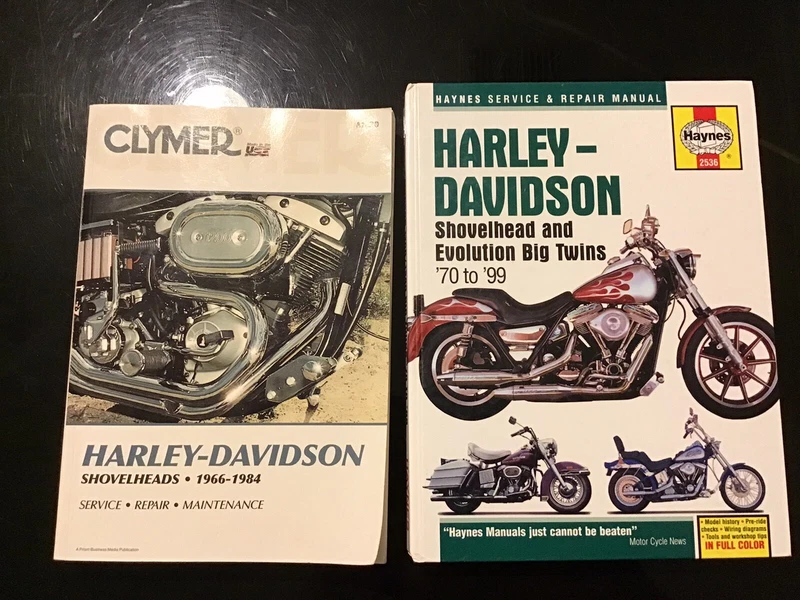 CLYMER®
HARLEY-DAVIDSON
SHOVELHEADS • 1966-1984
SERVICE • REPAIR • MAINTENANCE
HAYNES SERVICE & REPAIR MANUAL
Haynes
2536
HARLEY–
DAVIDSON
Shovelhead and
Evolution Big Twins
'70 to '99
"Haynes Manuals just cannot be beaten"
Motor Cycle News
• Model history • Pre-ride
checks • Wiring diagrams
• Tools and workshop tips
IN FULL COLOR